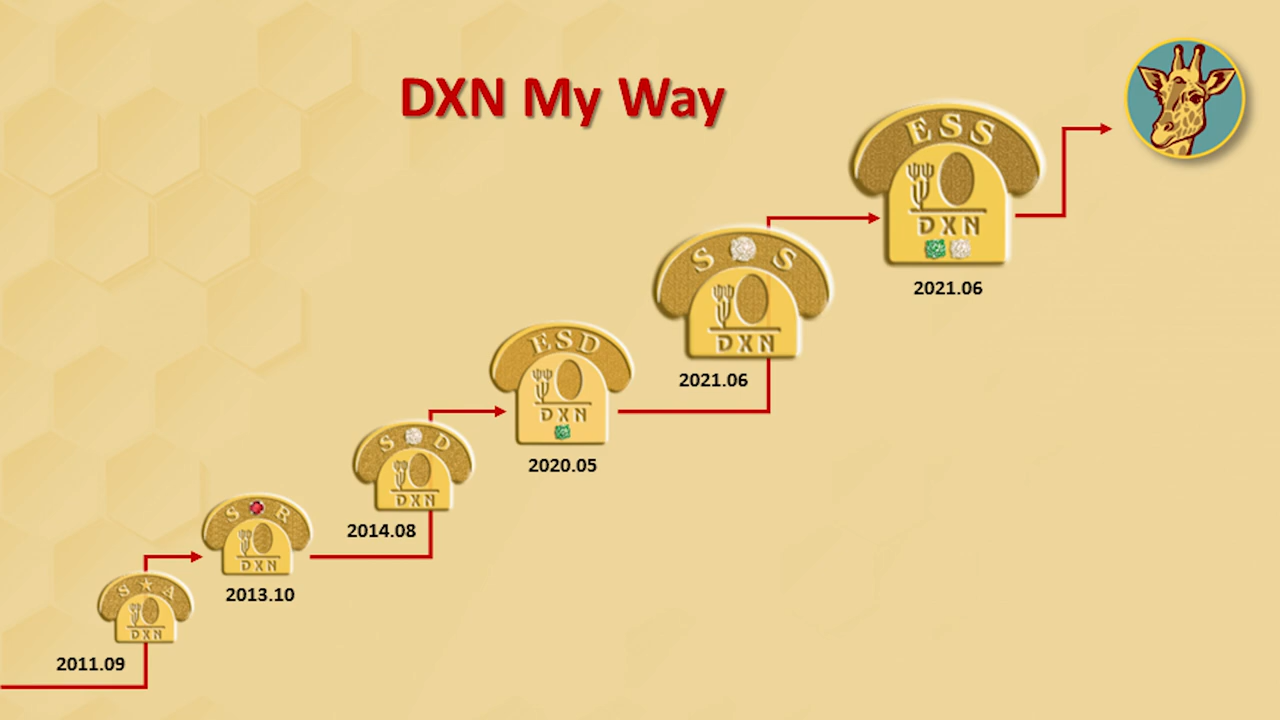 DXN My Way
ESS
DXN
2021.06
S S
DXN
2021.06
ESD
DXN
2020.05
S D
DXN
2014.08
S R
DXN
2013.10
S A
DXN
2011.09